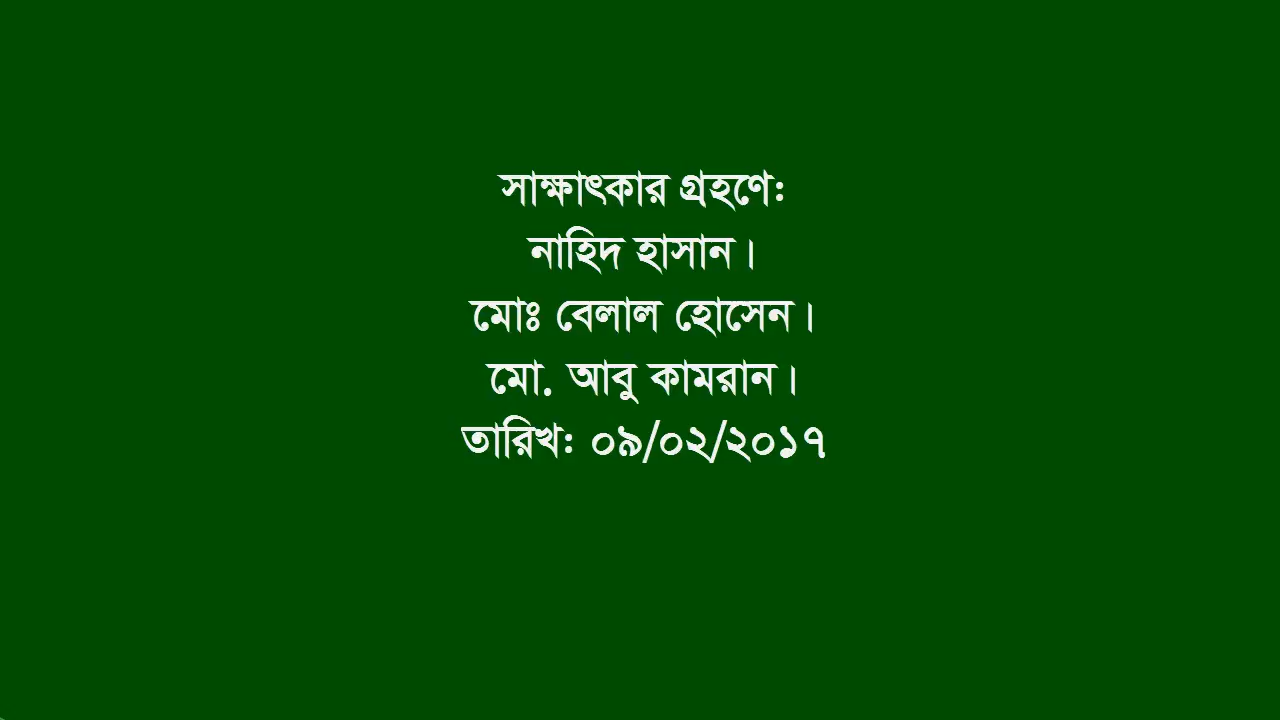 সাক্ষাৎকার গ্রহণে:
নাহিদ হাসান।
মোঃ বেলাল হোসেন।
মো. আবু কামরান।
তারিখ: ০৯/০২/২০১৭